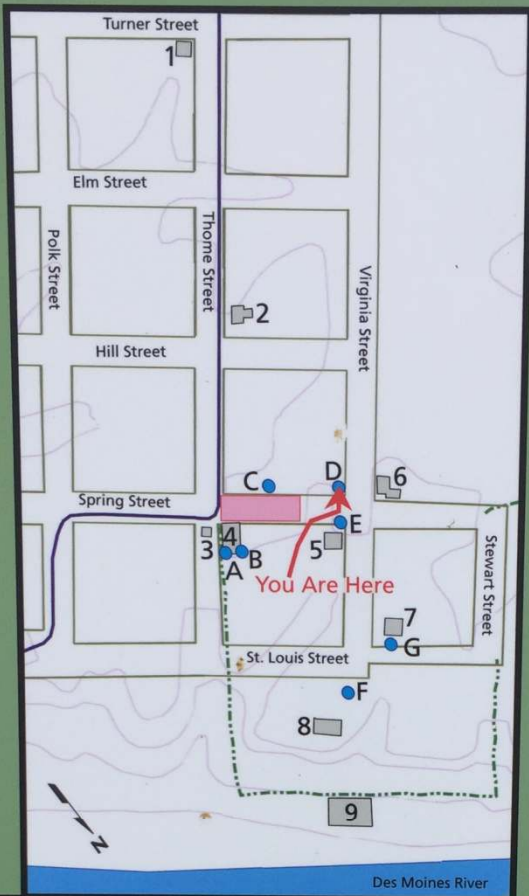 Turner Street
1
Elm Street
Polk Street
Thome Street
Virginia Street
2
Hill Street
C
D
6
Spring Street
E
3
4
5
A
B
You Are Here
Stewart Street
7
G
St. Louis Street
F
8
9
N
Des Moines River